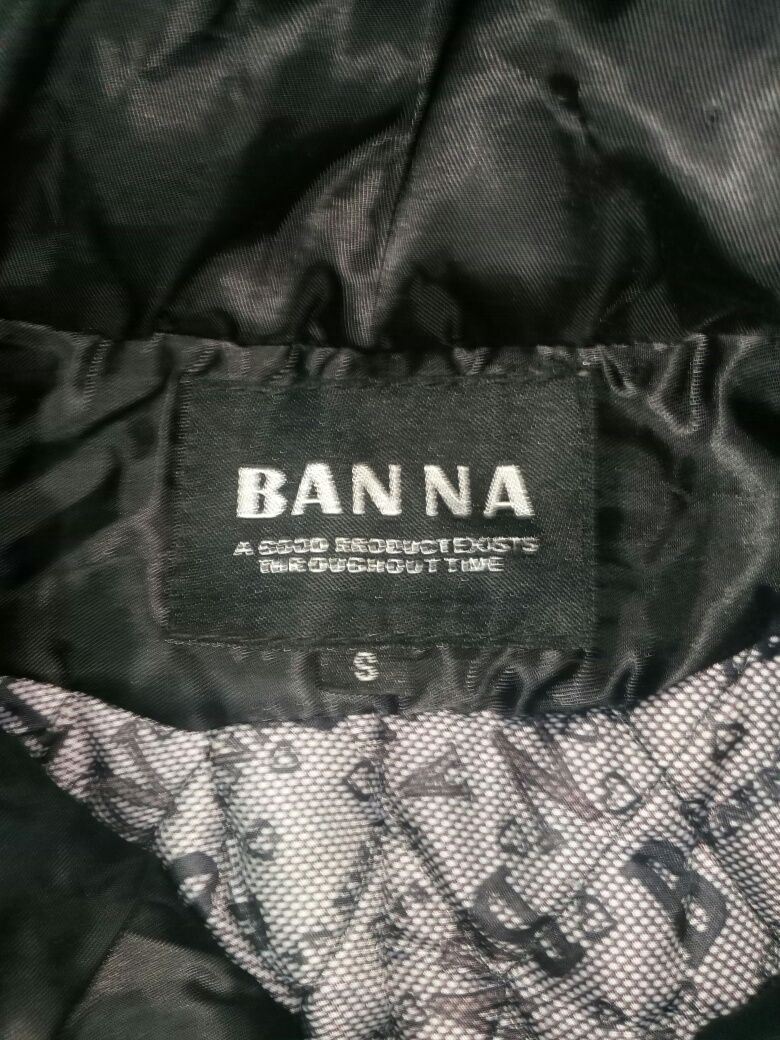 BANNA
A GOOD PRODUCT EXISTS
THROUGHOUT TIME
S